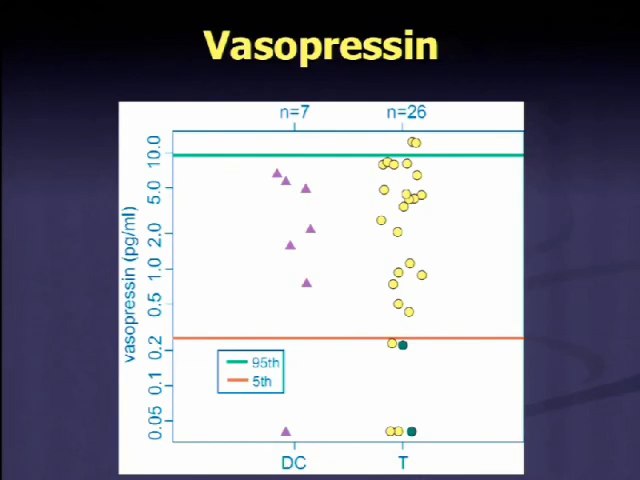 Vasopressin
n=7 n=26
vasopressin (pg/ml)
10.0
5.0
2.0
1.0
0.5
0.2
0.1
0.05
95th
5th
DC T